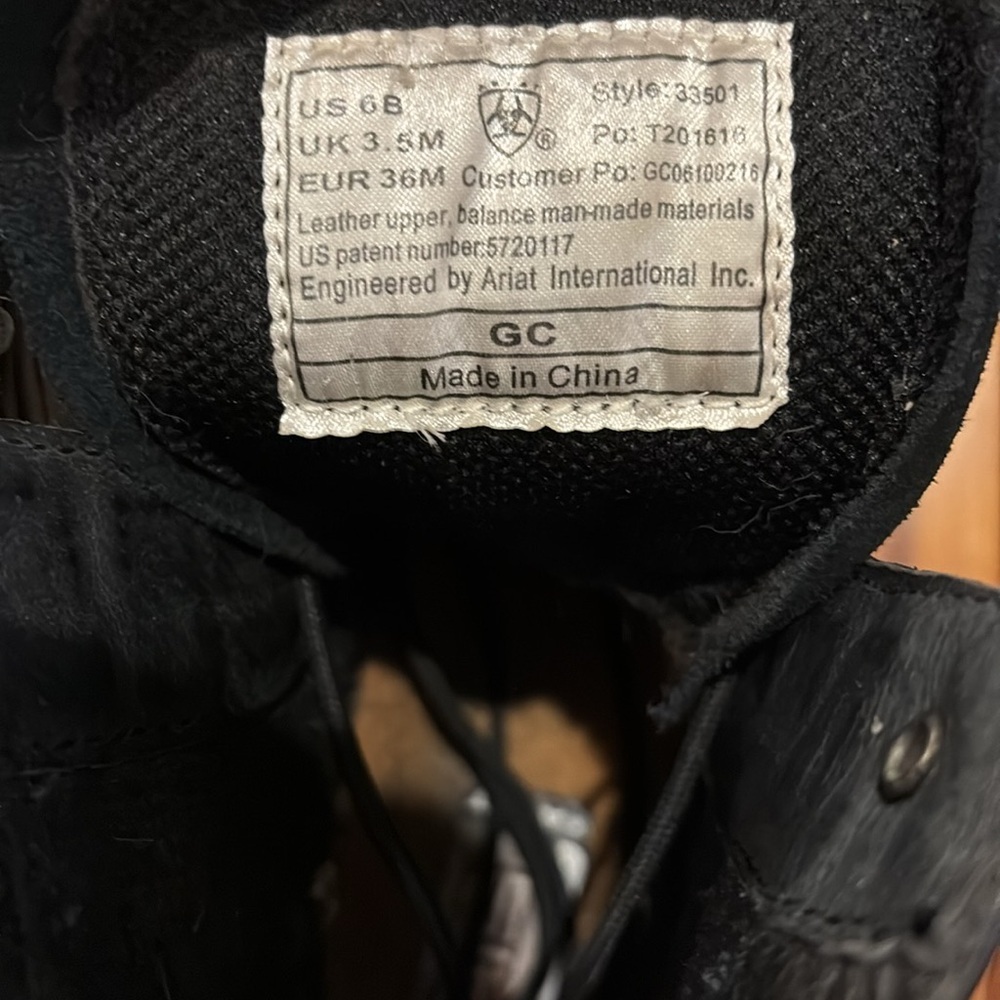 US 6B
Style: 33501
UK 3.5M
®
Po: T201616
EUR 36M Customer Po: GC06100216
Leather upper, balance man-made materials
US patent number:5720117
Engineered by Ariat International Inc.
GC
Made in China